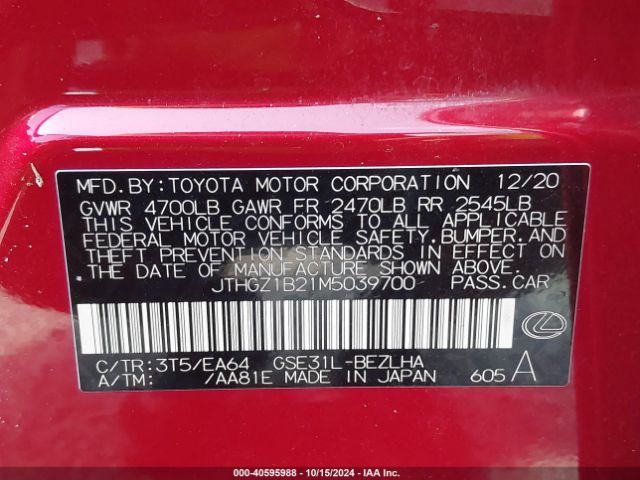 MFD.BY:TOYOTA MOTOR CORPORATION 12/20
GVWR 4700LB GAWR FR 2470LB RR 2545LB
THIS VEHICLE CONFORMS TO ALL APPLICABLE
FEDERAL MOTOR VEHICLE SAFETY,BUMPER,AND
THEFT PREVENTION STANDARDS IN EFFECT ON
THE DATE OF MANUFACTURE SHOWN ABOVE.
JTHGZ1B21M5039700 PASS.CAR
C/TR:3T5/EA64 GSE31L-BEZLHA
A/TM: /AA81E MADE IN JAPAN 605 A
000-40595988 - 10/15/2024 - IAA Inc.